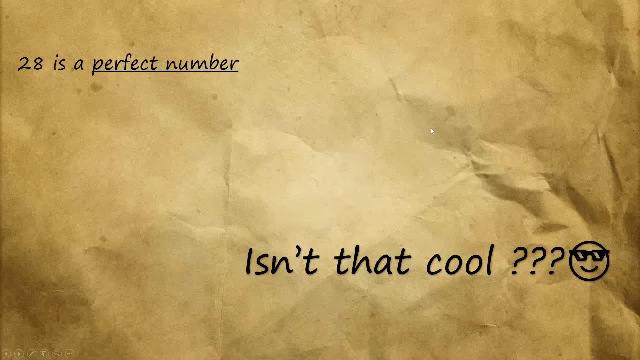 28 is a perfect number
Isn't that cool ???😎